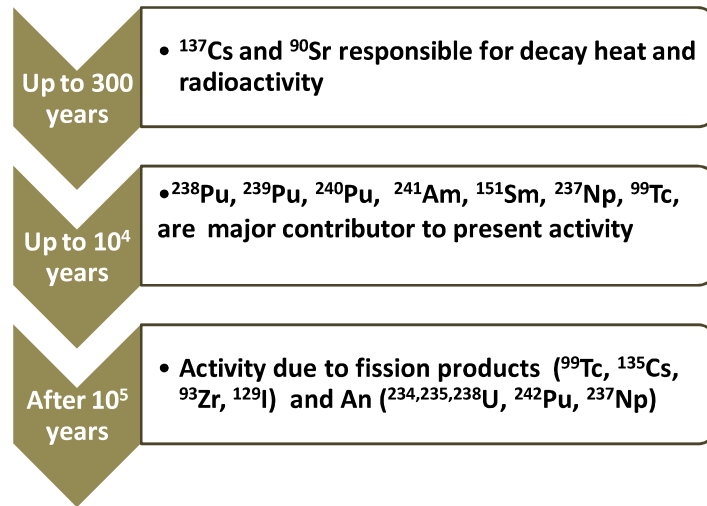 Up to 300
years
• ¹³⁷Cs and ⁹⁰Sr responsible for decay heat and
radioactivity
Up to 10⁴
years
•²³⁸Pu, ²³⁹Pu, ²⁴⁰Pu, ²⁴¹Am, ¹⁵¹Sm, ²³⁷Np, ⁹⁹Tc,
are major contributor to present activity
After 10⁵
years
• Activity due to fission products (⁹⁹Tc, ¹³⁵Cs,
⁹³Zr, ¹²⁹I) and An (²³⁴,²³⁵,²³⁸U, ²⁴²Pu, ²³⁷Np)